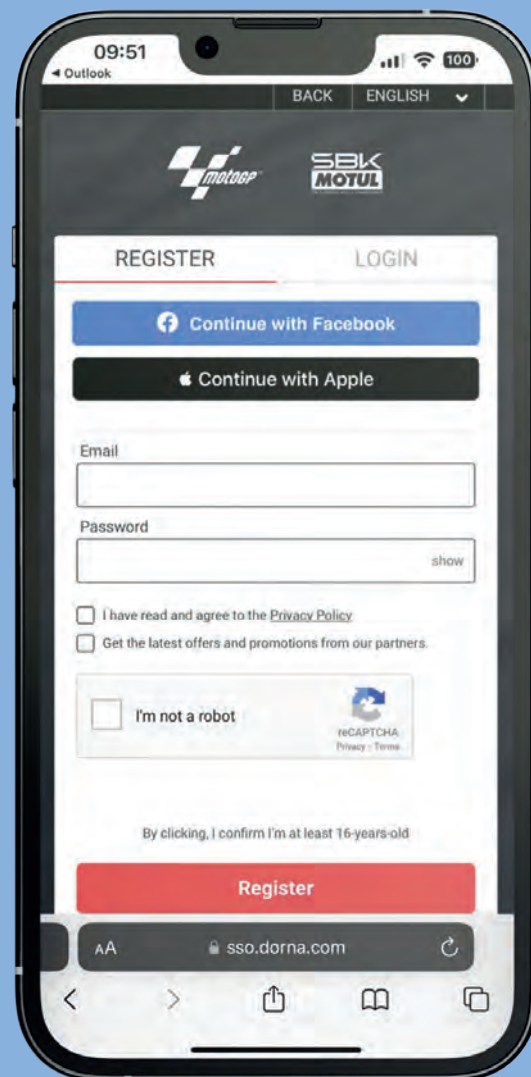 09:51
100
Outlook
BACK ENGLISH
motoGP
SBK
MOTUL
REGISTER LOGIN
Continue with Facebook
Continue with Apple
Email
Password
show
I have read and agree to the Privacy Policy
Get the latest offers and promotions from our partners.
I'm not a robot
reCAPTCHA
Privacy - Terms
By clicking, I confirm I'm at least 16-years-old
Register
AA sso.dorna.com